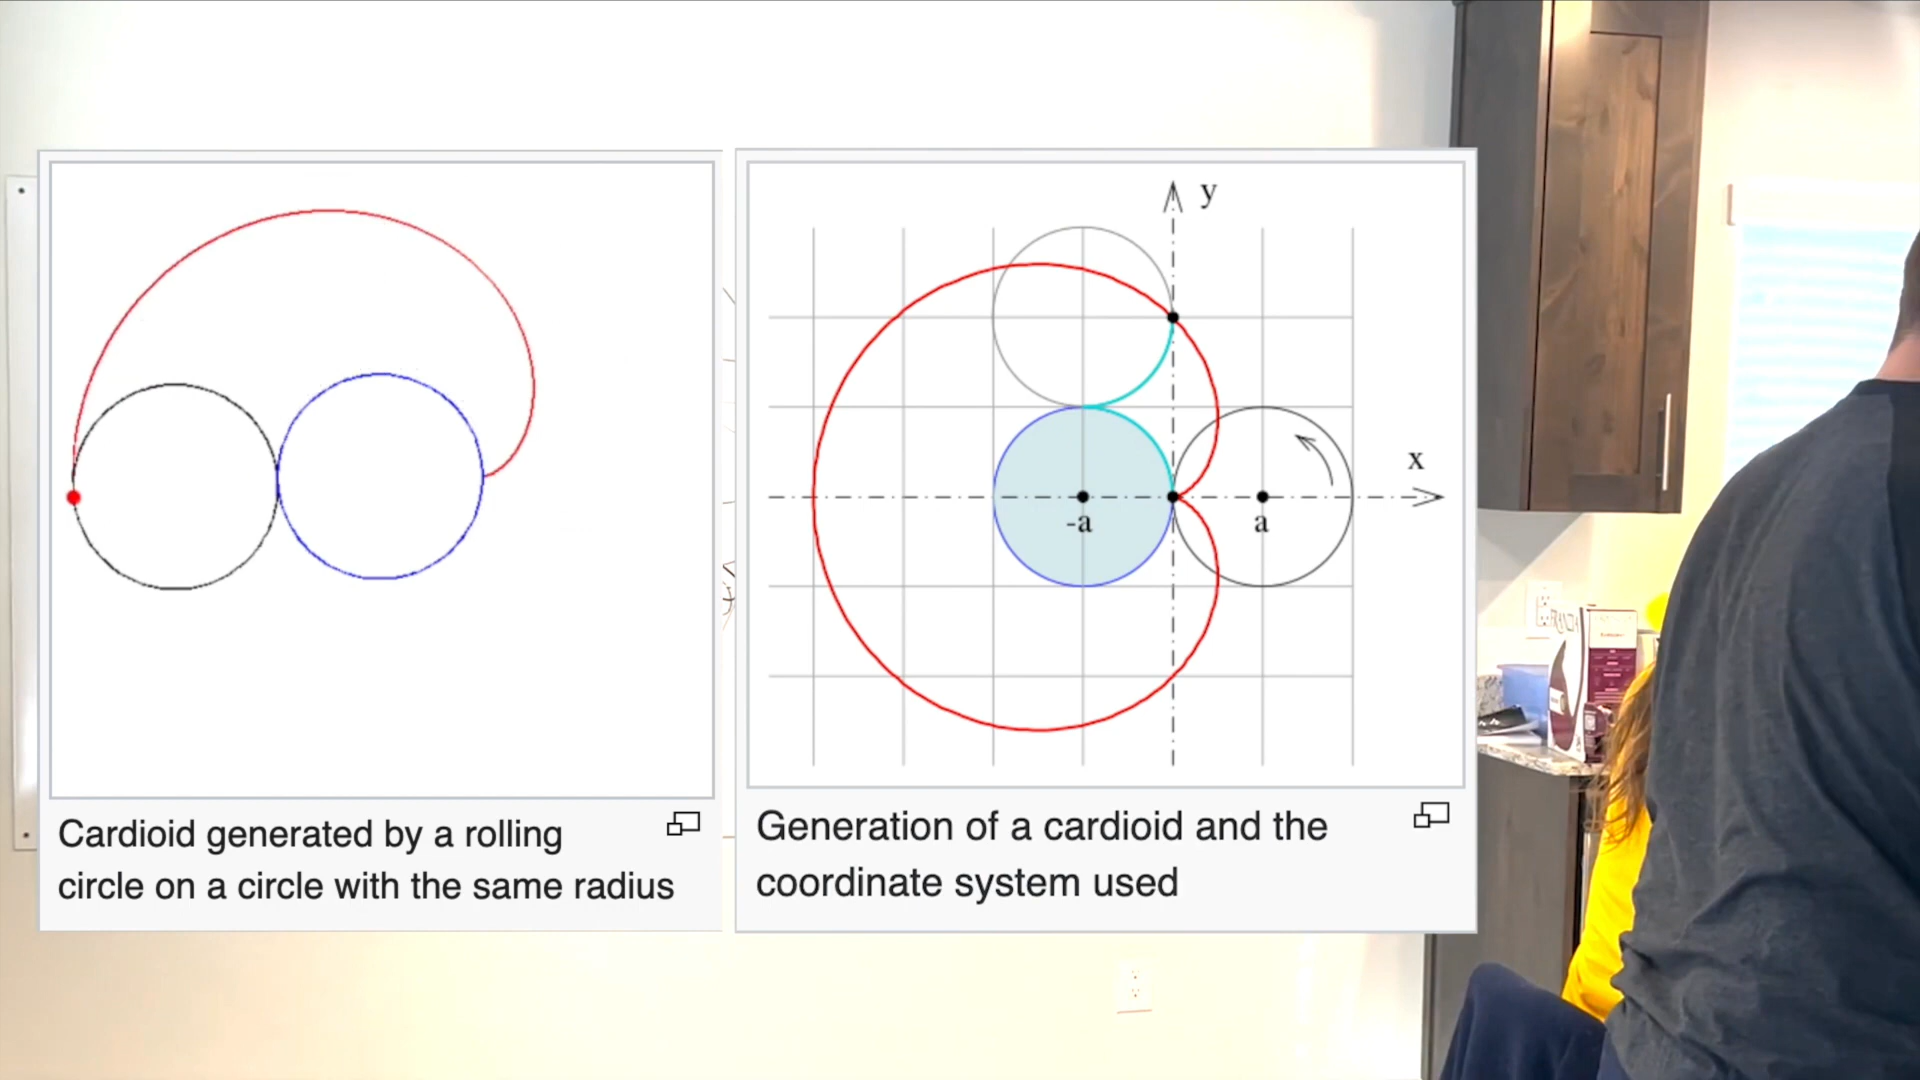 Cardioid generated by a rolling
circle on a circle with the same radius
y
x
-a
a
Generation of a cardioid and the
coordinate system used